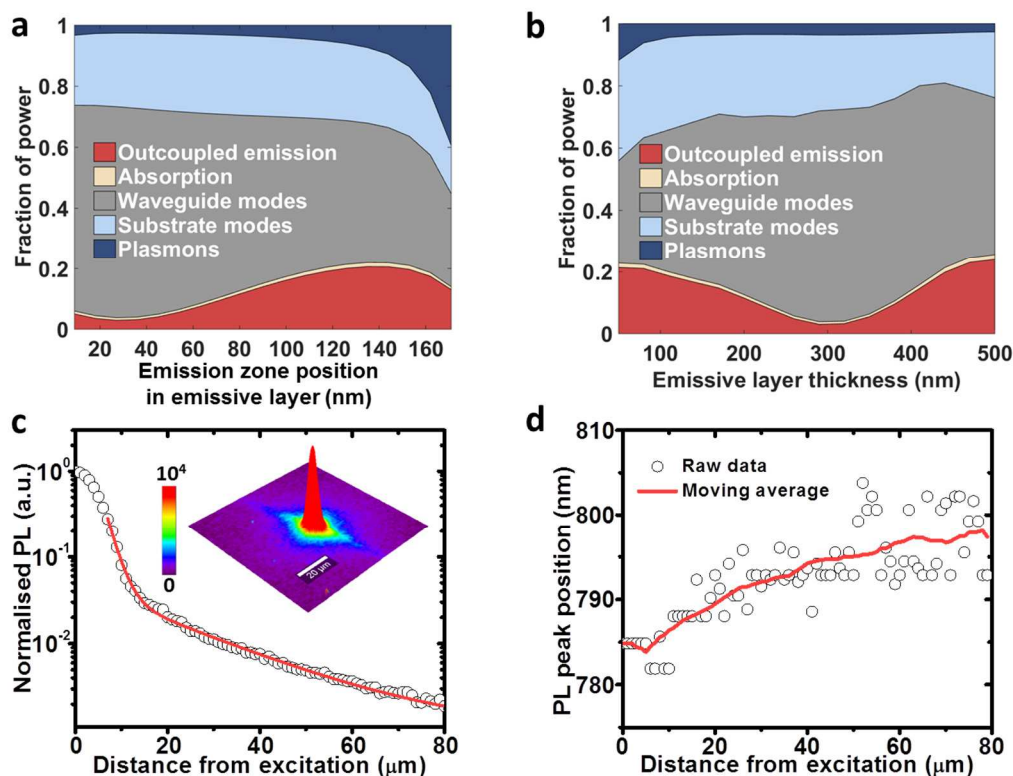 a
1
0.8
0.6
0.4
0.2
0
Fraction of power
Outcoupled emission
Absorption
Waveguide modes
Substrate modes
Plasmons
20 40 60 80 100 120 140 160
Emission zone position
in emissive layer (nm)
b
1
0.8
0.6
0.4
0.2
0
Fraction of power
Outcoupled emission
Absorption
Waveguide modes
Substrate modes
Plasmons
100 200 300 400 500
Emissive layer thickness (nm)
c
10⁰
10⁻¹
10⁻²
Normalised PL (a.u.)
10⁴
0
20 μm
0 20 40 60 80
Distance from excitation (μm)
d
810
800
790
780
PL peak position (nm)
Raw data
Moving average
0 20 40 60 80
Distance from excitation (μm)